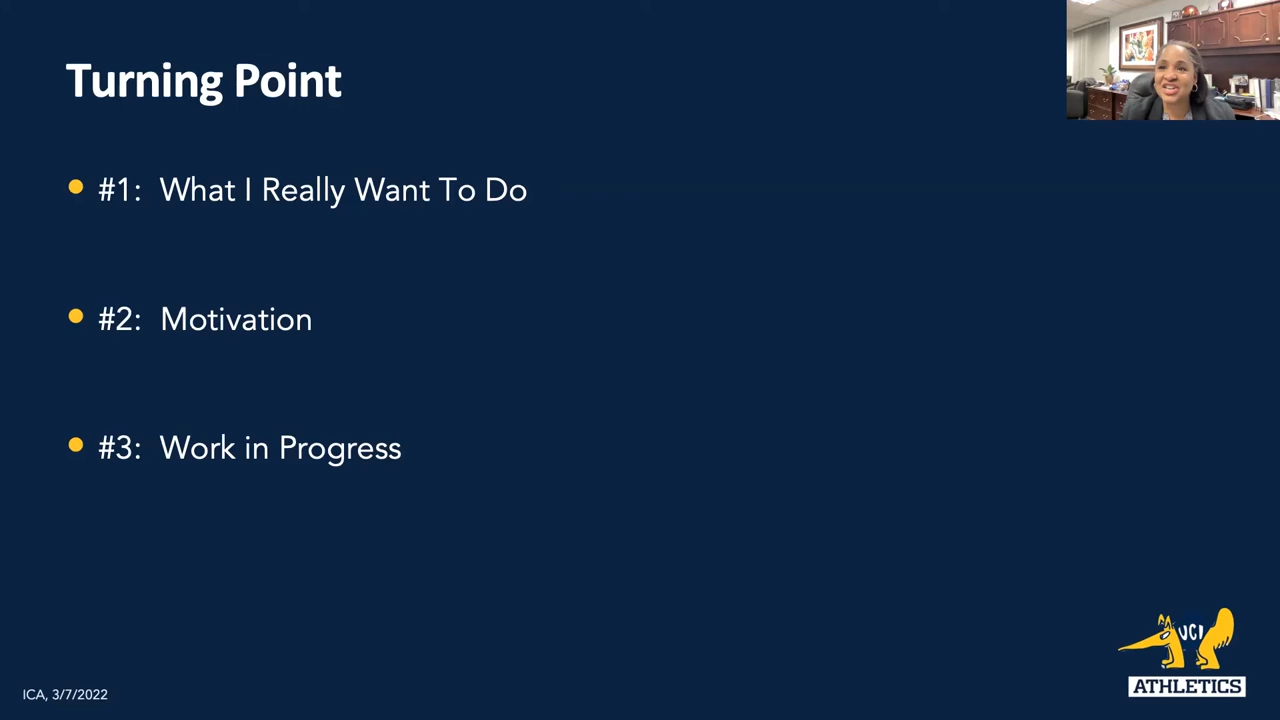 Turning Point
#1: What I Really Want To Do
#2: Motivation
#3: Work in Progress
UCI
ATHLETICS
ICA, 3/7/2022